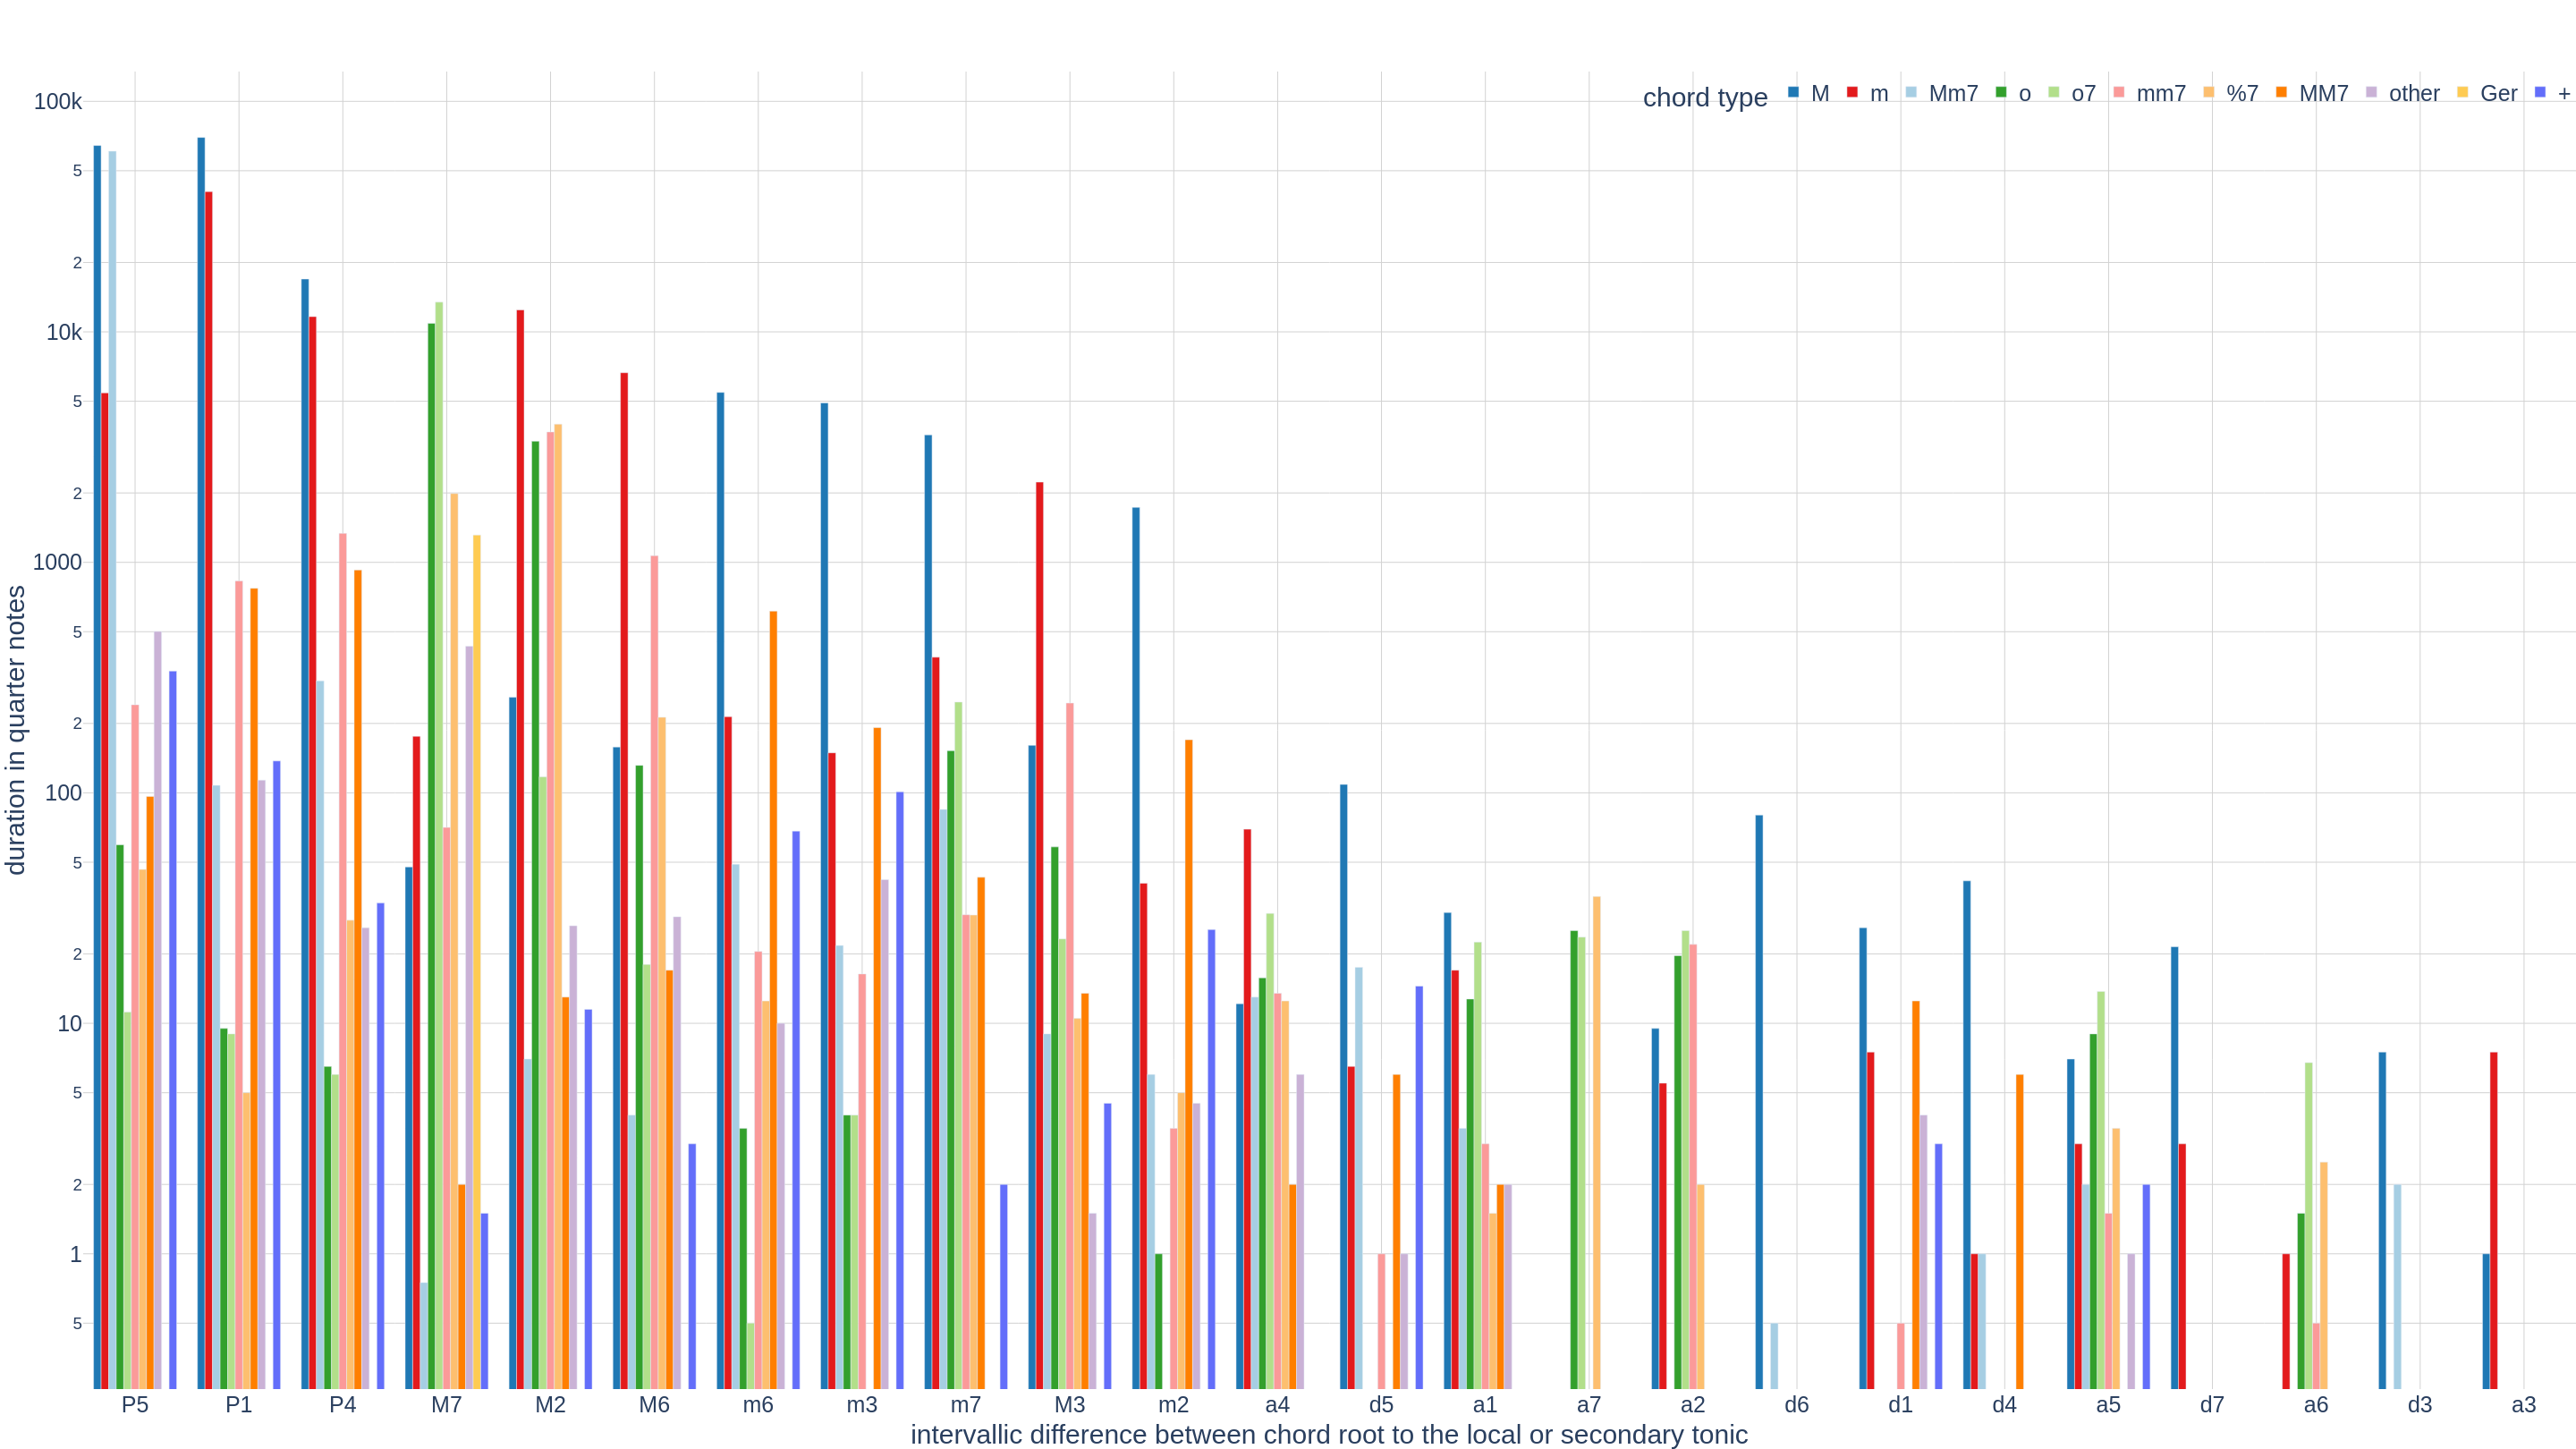 chord type M m Mm7 o o7 mm7 %7 MM7 other Ger +
100k
5
2
10k
5
2
1000
5
2
100
5
2
10
5
2
1
5
duration in quarter notes
P5 P1 P4 M7 M2 M6 m6 m3 m7 M3 m2 a4 d5 a1 a7 a2 d6 d1 d4 a5 d7 a6 d3 a3
intervallic difference between chord root to the local or secondary tonic